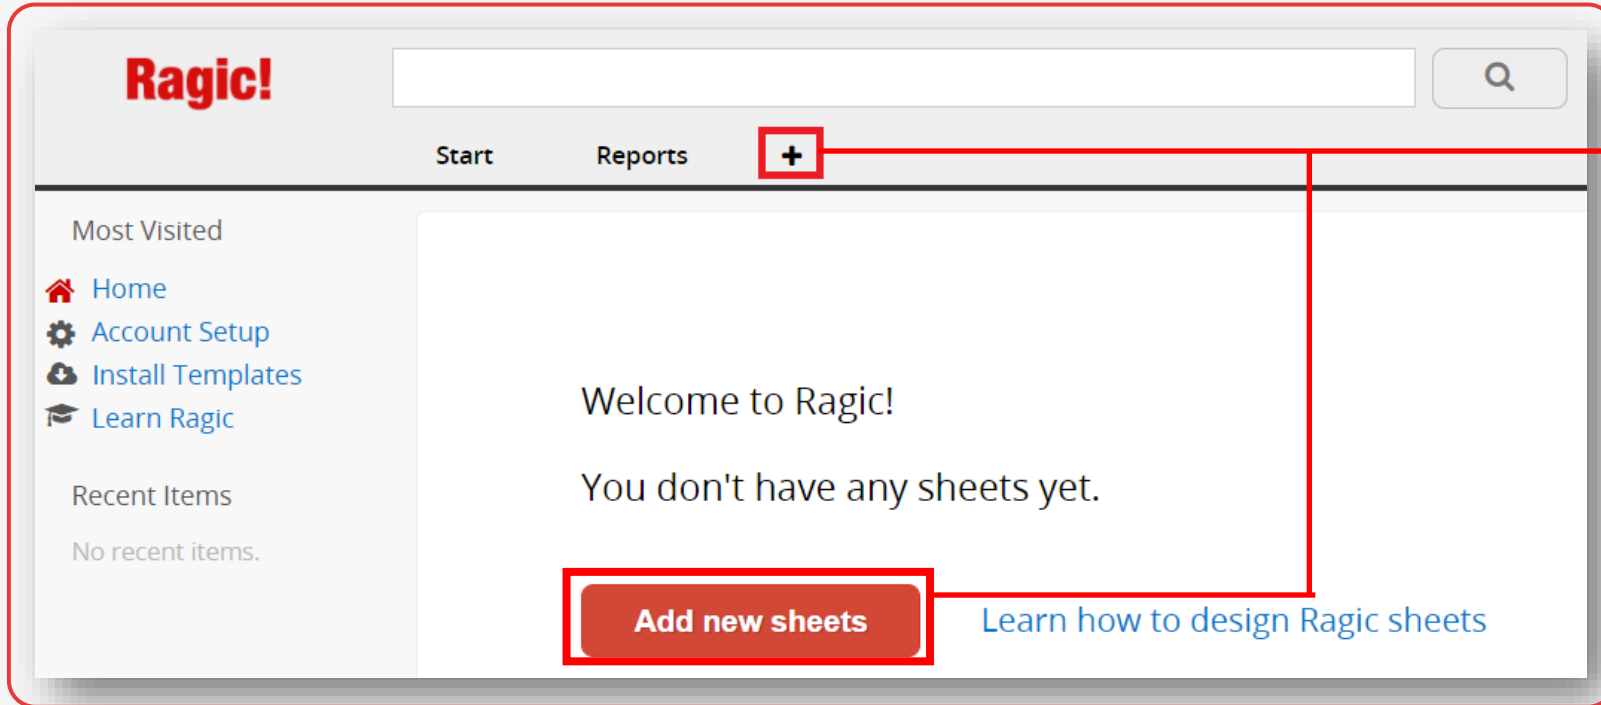 Ragic!
Start Reports +
Most Visited
Home
Account Setup
Install Templates
Learn Ragic
Recent Items
No recent items.
Welcome to Ragic!
You don't have any sheets yet.
Add new sheets
Learn how to design Ragic sheets